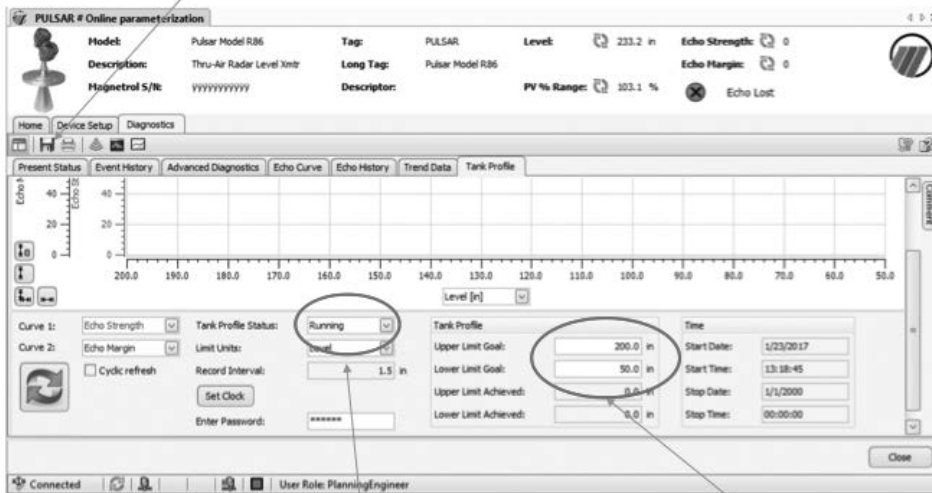 PULSAR # Online parameterization
Model: Pulsar Model R86 Tag: PULSAR Level: 233.2 in Echo Strength: 0
Description: Thru-Air Radar Level Xmtr Long Tag: Pulsar Model R86 Echo Margin: 0
Magnetrol S/N: ÿÿÿÿÿÿÿÿÿÿ Descriptor: PV % Range: 103.1 % Echo Lost
Home Device Setup Diagnostics
Present Status Event History Advanced Diagnostics Echo Curve Echo History Trend Data Tank Profile
Comment
40 40
20 20
0 0
200.0 190.0 180.0 170.0 160.0 150.0 140.0 130.0 120.0 110.0 100.0 90.0 80.0 70.0 60.0 50.0
Level [in]
Curve 1: Echo Strength Tank Profile Status: Running Tank Profile Time
Curve 2: Echo Margin Limit Units: Level Upper Limit Goal: 200.0 in Start Date: 1/23/2017
Cyclic refresh Record Interval: 1.5 in Lower Limit Goal: 50.0 in Start Time: 13:18:45
Set Clock Upper Limit Achieved: 0.0 in Stop Date: 1/1/2000
Enter Password: ****** Lower Limit Achieved: 0.0 in Stop Time: 00:00:00
Close
Connected User Role: PlanningEngineer